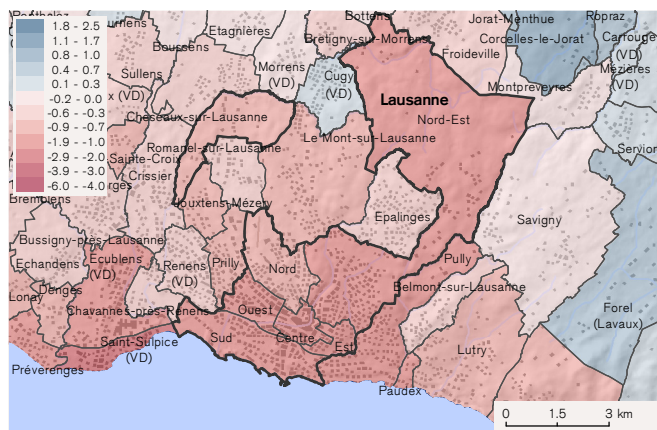 1.8 - 2.5
1.1 - 1.7
0.8 - 1.0
0.4 - 0.7
0.1 - 0.3
-0.2 - 0.0
-0.6 - -0.3
-0.9 - -0.7
-1.9 - -1.0
-2.9 - -2.0
-3.9 - -3.0
-6.0 - -4.0
Bottens
Jorat-Menthue
Ropraz
Etagnières
Bretigny-sur-Morrens
Corcelles-le-Jorat
Carrouge
(VD)
Boussens
Froideville
Morrens
(VD)
Cugy
(VD)
Mézières
(VD)
Sullens
Montpreveyres
(VD)
Lausanne
Nord-Est
Cheseaux-sur-Lausanne
Le Mont-sur-Lausanne
Romanel-sur-Lausanne
Servion
Sainte-Croix
Crissier
Jouxtens-Mézery
Epalinges
Savigny
Bussigny-près-Lausanne
Echandens
Ecublens
(VD)
Renens
(VD)
Prilly
Nord
Pully
Denges
Lonay
Belmont-sur-Lausanne
Chavannes-près-Renens
Ouest
Forel
(Lavaux)
Saint-Sulpice
(VD)
Sud
Centre
Est
Lutry
Préverenges
Paudex
0 1.5 3 km